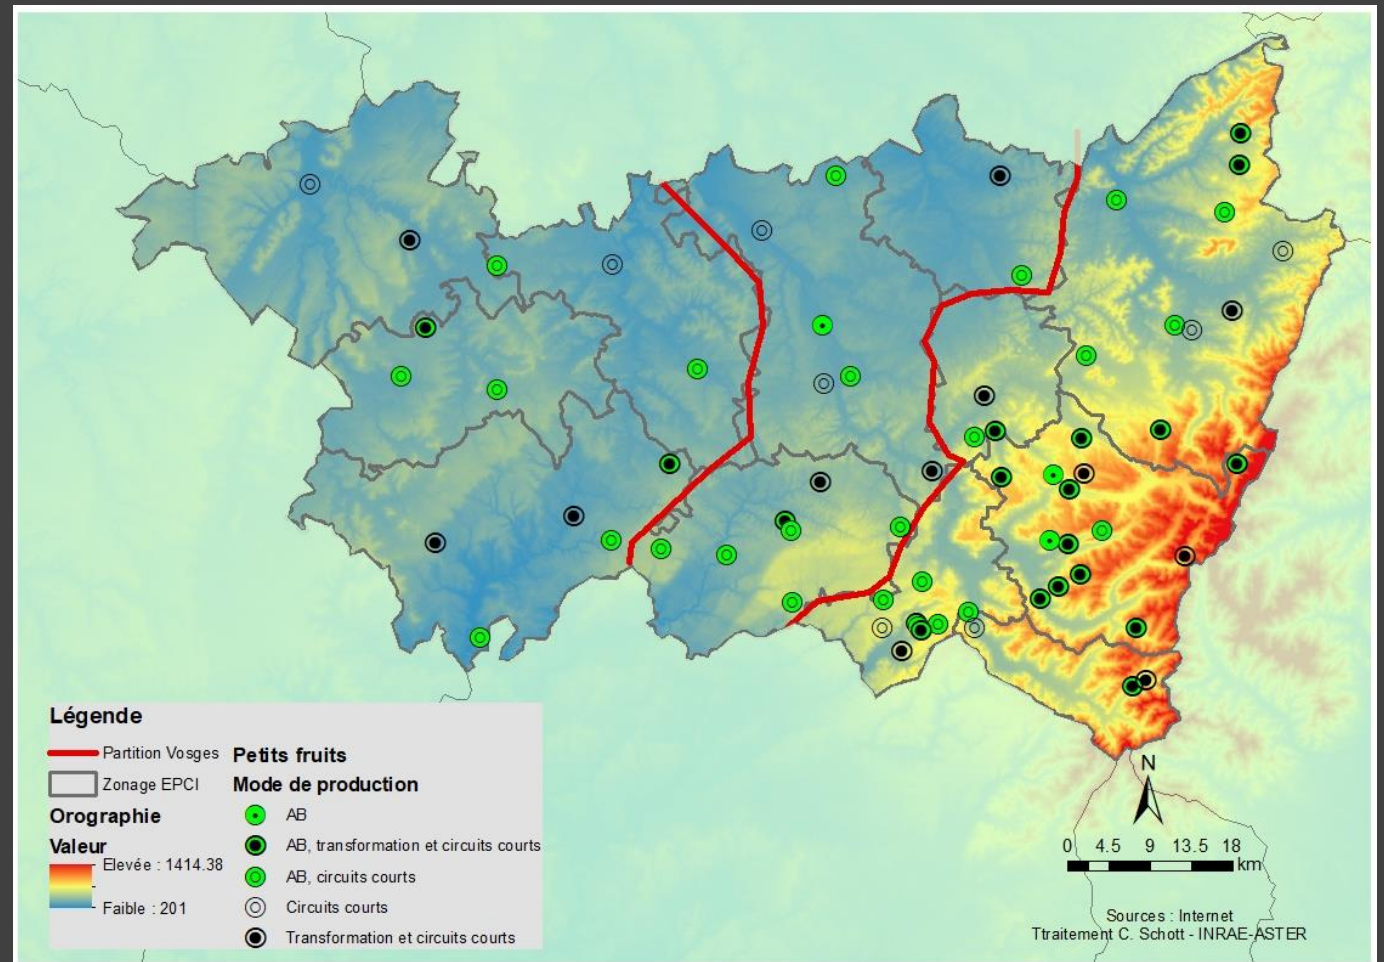 Légende
Partition Vosges
Zonage EPCI
Orographie
Valeur
Elevée : 1414.38
Faible : 201
Petits fruits
Mode de production
AB
AB, transformation et circuits courts
AB, circuits courts
Circuits courts
Transformation et circuits courts
N
0 4.5 9 13.5 18
km
Sources : Internet
Ttraitement C. Schott - INRAE-ASTER